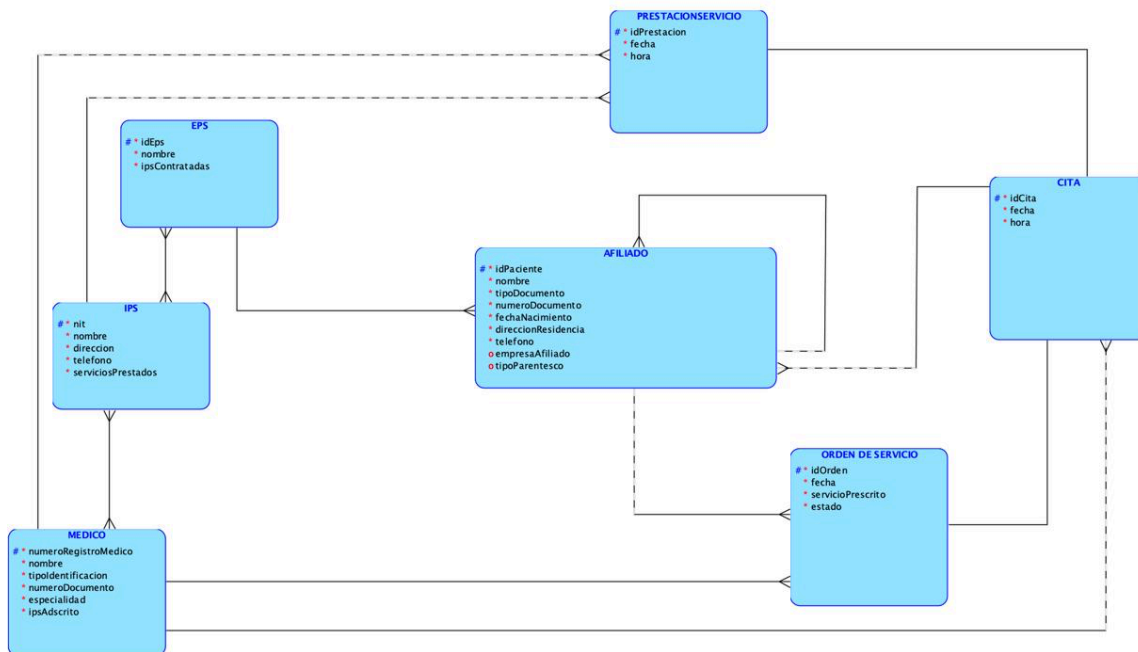 PRESTACIONSERVICIO
# * idPrestacion
* fecha
* hora
EPS
# * idEps
* nombre
* ipsContratadas
CITA
# * idCita
* fecha
* hora
AFILIADO
# * idPaciente
* nombre
* tipoDocumento
* numeroDocumento
* fechaNacimiento
* direccionResidencia
* telefono
o empresaAfiliado
o tipoParentesco
IPS
# * nit
* nombre
* direccion
* telefono
* serviciosPrestados
ORDEN DE SERVICIO
# * idOrden
* fecha
* servicioPrescrito
* estado
MEDICO
# * numeroRegistroMedico
* nombre
* tipoIdentificacion
* numeroDocumento
* especialidad
* ipsAdscrito